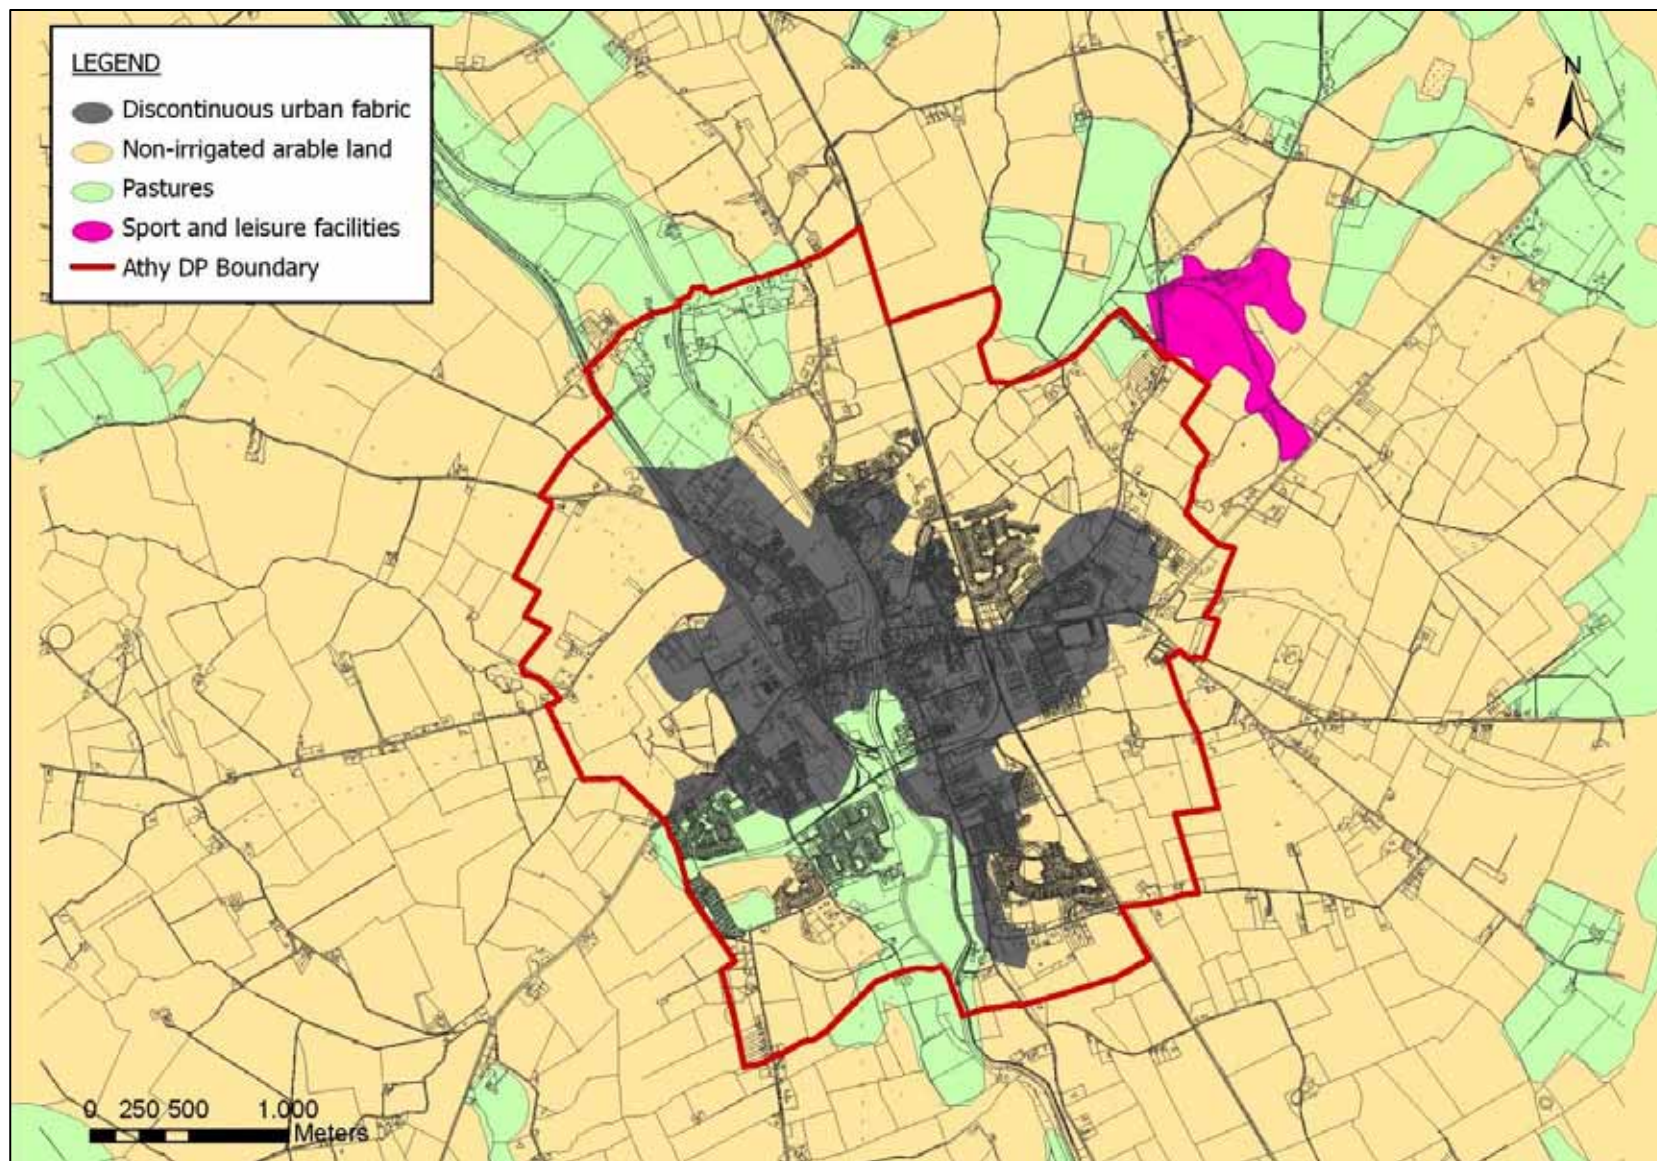 LEGEND
Discontinuous urban fabric
Non-irrigated arable land
Pastures
Sport and leisure facilities
Athy DP Boundary
N
0 250 500 1.000
Meters